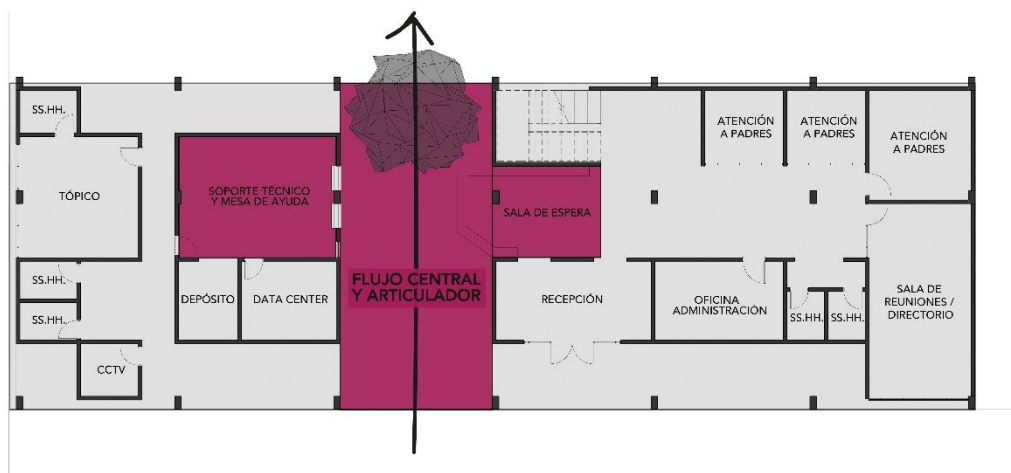 SS.HH.
TÓPICO
SS.HH.
SS.HH.
CCTV
SOPORTE TÉCNICO
Y MESA DE AYUDA
DEPÓSITO
DATA CENTER
FLUJO CENTRAL
Y ARTICULADOR
SALA DE ESPERA
RECEPCIÓN
OFICINA
ADMINISTRACIÓN
ATENCIÓN
A PADRES
ATENCIÓN
A PADRES
ATENCIÓN
A PADRES
SS.HH.
SS.HH.
SALA DE
REUNIONES /
DIRECTORIO